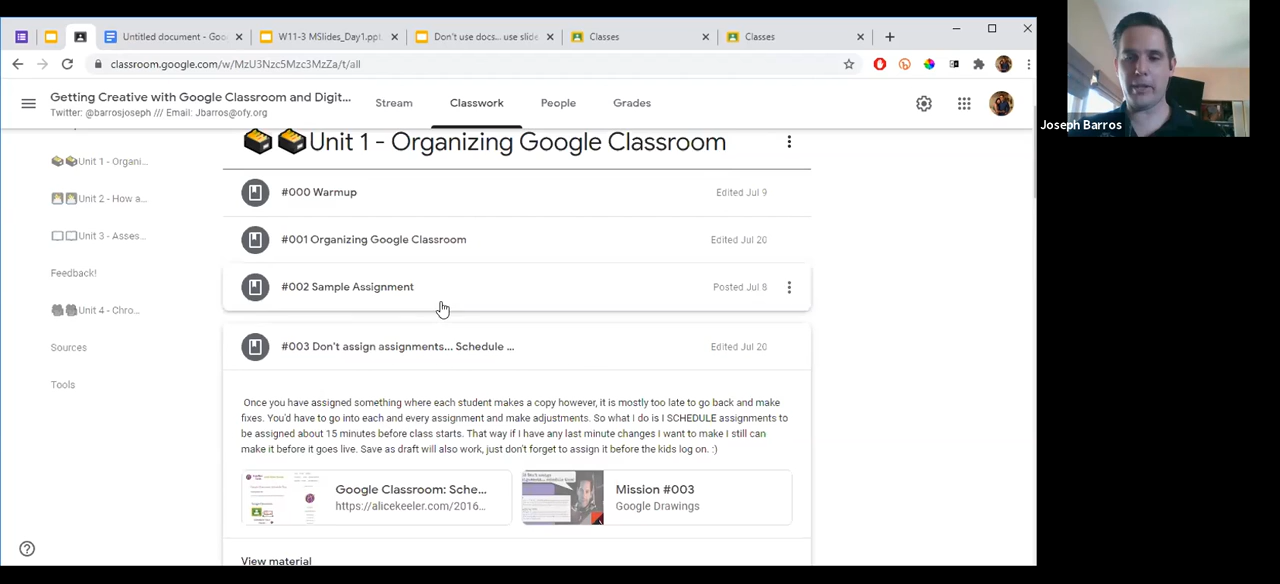 Untitled document - Goo
W11-3 MSlides_Day1.ppt.
Don't use docs... use slide
Classes
Classes
classroom.google.com/w/MzU3Nzc5Mzc3MzZa/t/all
Getting Creative with Google Classroom and Digit...
Twitter: @barrosjoseph /// Email: Jbarros@ofy.org
Stream
Classwork
People
Grades
Joseph Barros
Unit 1 - Organi...
Unit 2 - How a...
Unit 3 - Asses...
Feedback!
Unit 4 - Chro...
Sources
Tools
Unit 1 - Organizing Google Classroom
#000 Warmup
Edited Jul 9
#001 Organizing Google Classroom
Edited Jul 20
#002 Sample Assignment
Posted Jul 8
#003 Don't assign assignments... Schedule ...
Edited Jul 20
Once you have assigned something where each student makes a copy however, it is mostly too late to go back and make
fixes. You'd have to go into each and every assignment and make adjustments. So what I do is I SCHEDULE assignments to
be assigned about 15 minutes before class starts. That way if I have any last minute changes I want to make I still can
make it before it goes live. Save as draft will also work, just don't forget to assign it before the kids log on. :)
Google Classroom: Sche...
https://alicekeeler.com/2016...
Mission #003
Google Drawings
View material